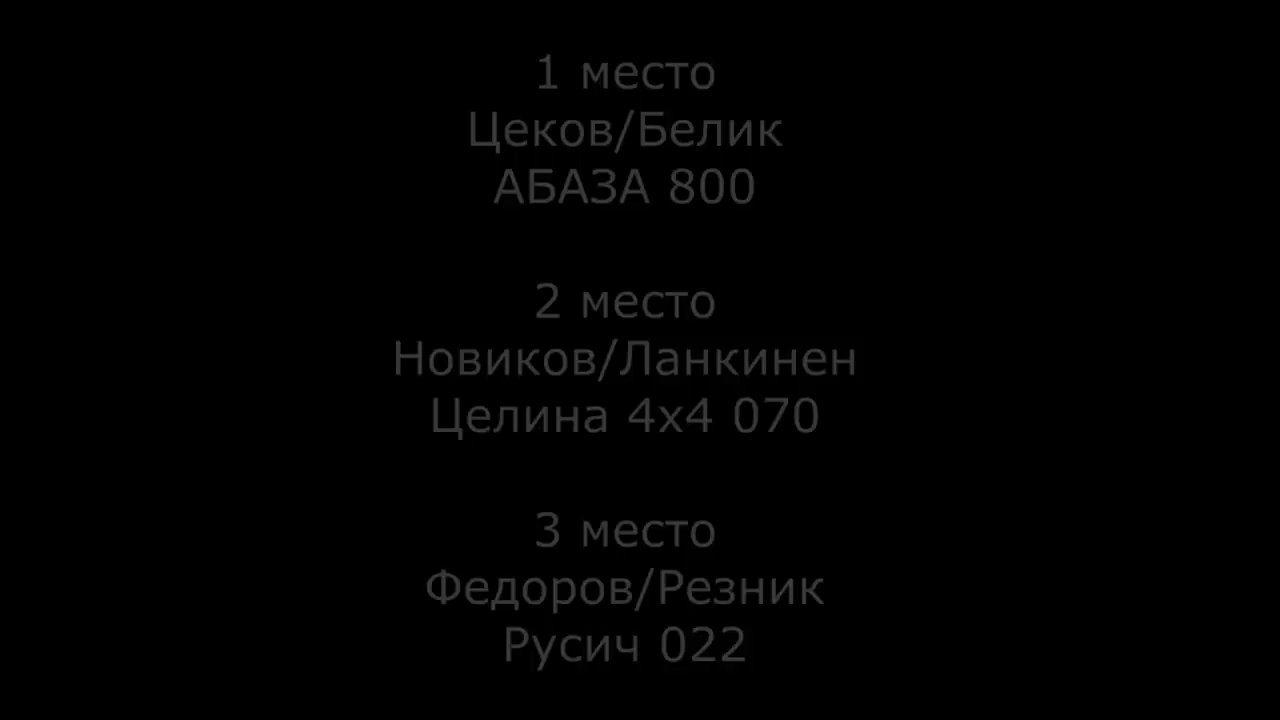 1 место
Цеков/Белик
АБАЗА 800
2 место
Новиков/Ланкинен
Целина 4х4 070
3 место
Федоров/Резник
Русич 022